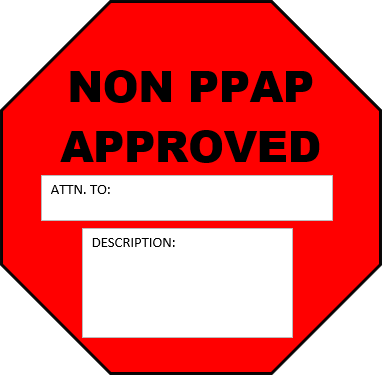 NON PPAP
APPROVED
ATTN. TO:
DESCRIPTION: